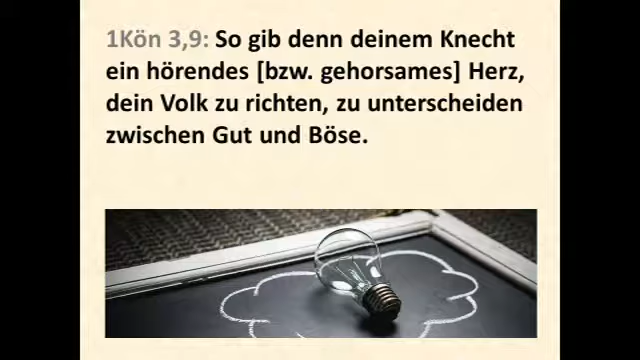 1Kön 3,9: So gib denn deinem Knecht
ein hörendes [bzw. gehorsames] Herz,
dein Volk zu richten, zu unterscheiden
zwischen Gut und Böse.